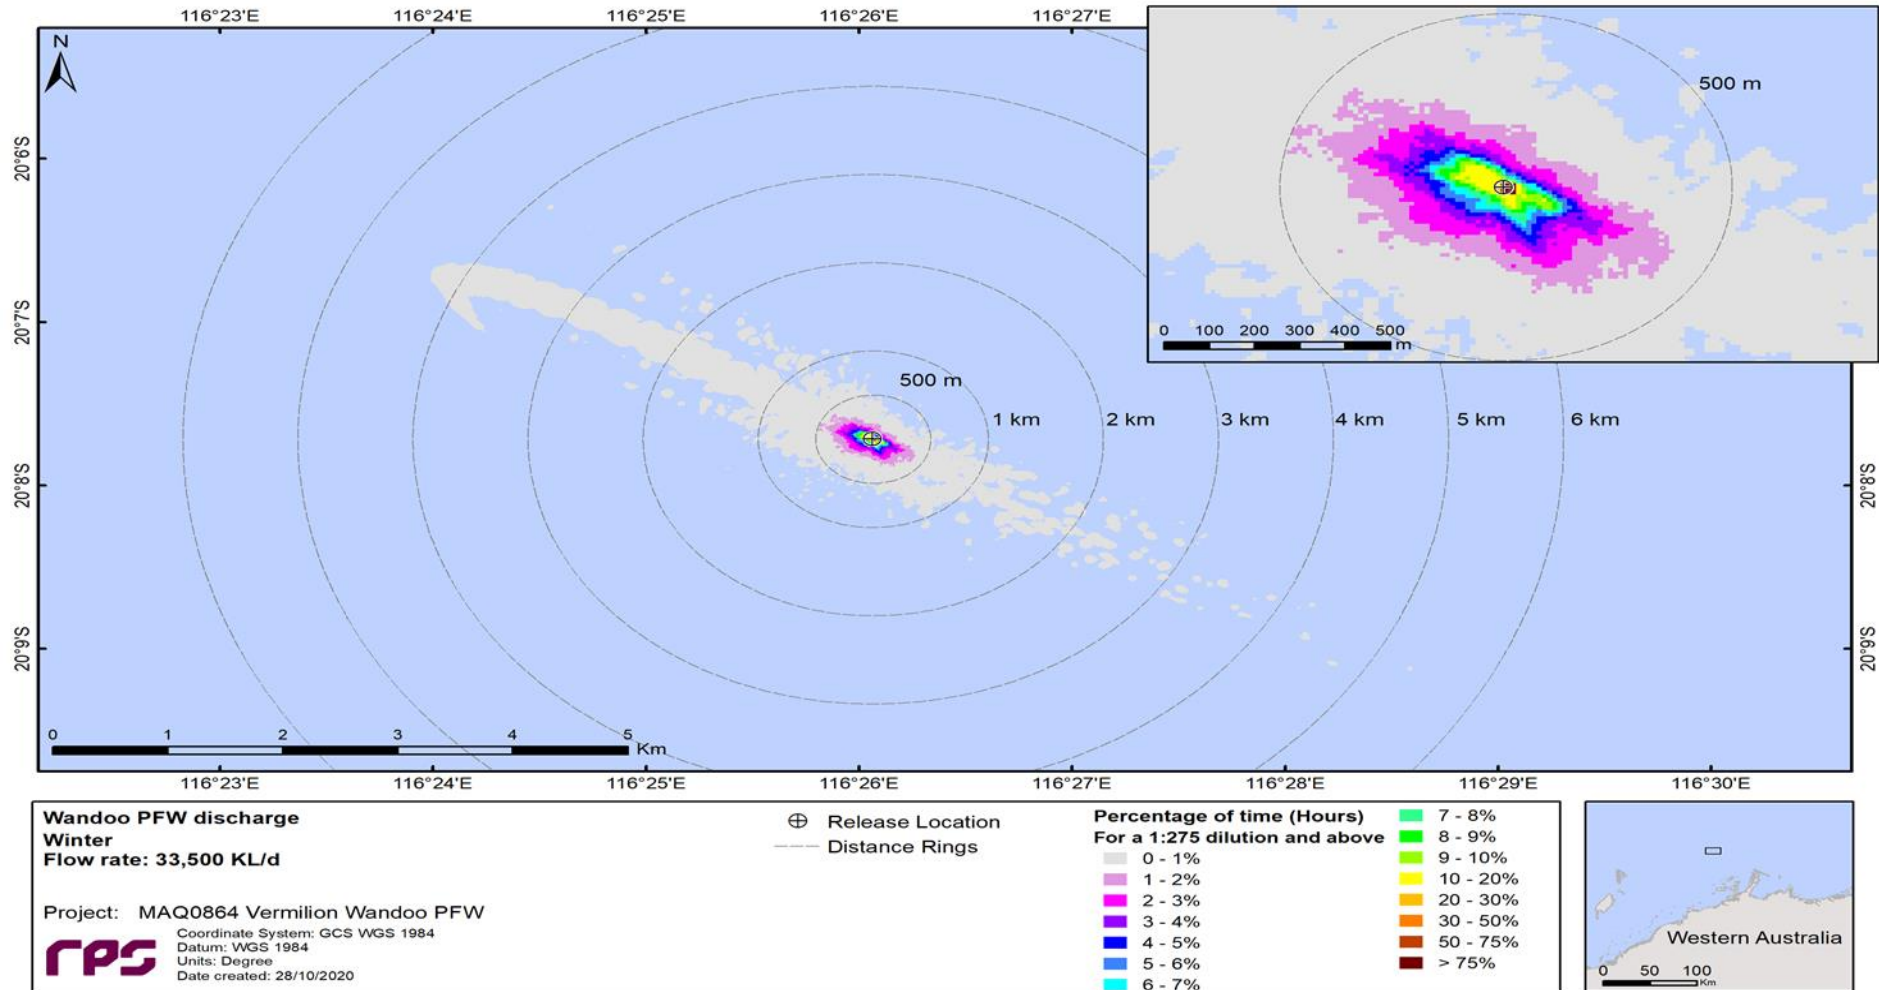 116°23'E
116°24'E
116°25'E
116°26'E
116°27'E
N
500 m
0 100 200 300 400 500
m
20°6'S
20°7'S
20°8'S
20°9'S
500 m
1 km
2 km
3 km
4 km
5 km
6 km
20°8'S
20°9'S
0 1 2 3 4 5
Km
116°23'E
116°24'E
116°25'E
116°26'E
116°27'E
116°28'E
116°29'E
116°30'E
Wandoo PFW discharge
Winter
Flow rate: 33,500 KL/d
Project: MAQ0864 Vermilion Wandoo PFW
rps
Coordinate System: GCS WGS 1984
Datum: WGS 1984
Units: Degree
Date created: 28/10/2020
Release Location
Distance Rings
Percentage of time (Hours)
For a 1:275 dilution and above
0 - 1%
1 - 2%
2 - 3%
3 - 4%
4 - 5%
5 - 6%
6 - 7%
7 - 8%
8 - 9%
9 - 10%
10 - 20%
20 - 30%
30 - 50%
50 - 75%
> 75%
Western Australia
0 50 100
Km